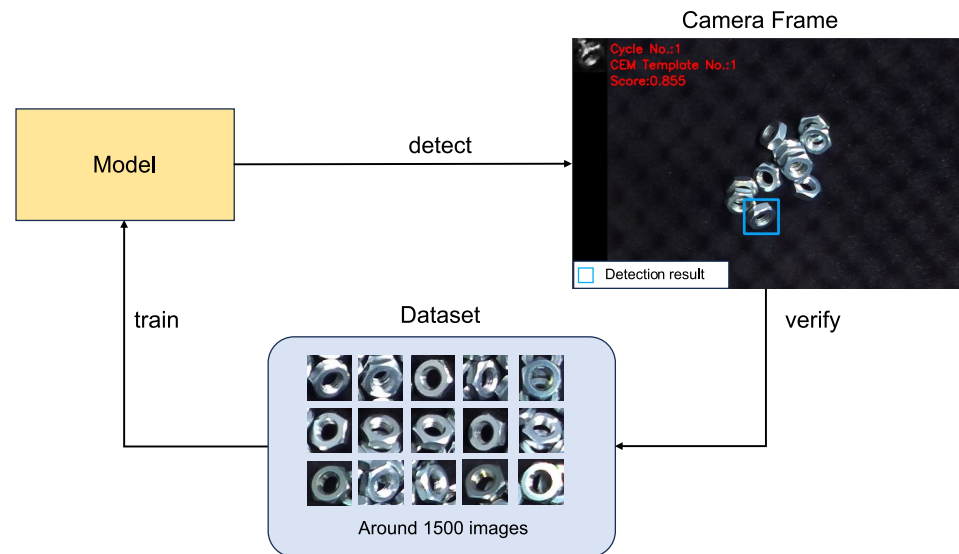 Camera Frame
Cycle No.:1
CEM Template No.:1
Score:0.855
Model
detect
Detection result
train
Dataset
verify
Around 1500 images